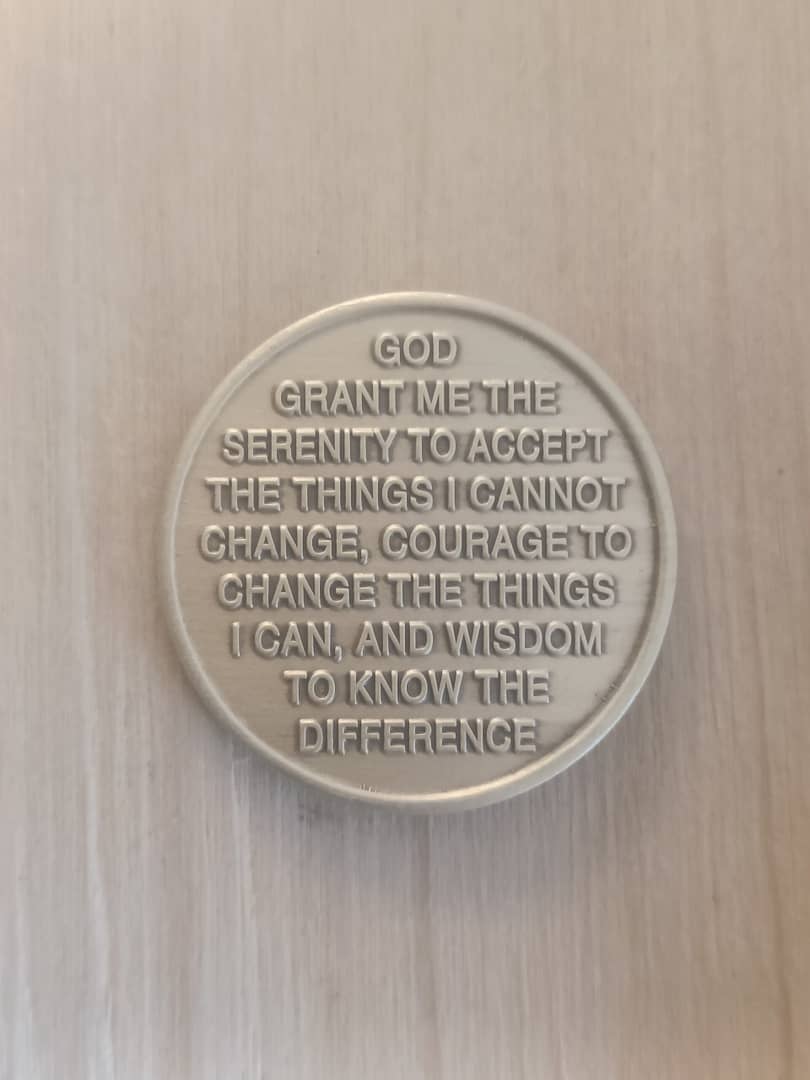 GOD
GRANT ME THE
SERENITY TO ACCEPT
THE THINGS I CANNOT
CHANGE, COURAGE TO
CHANGE THE THINGS
I CAN, AND WISDOM
TO KNOW THE
DIFFERENCE